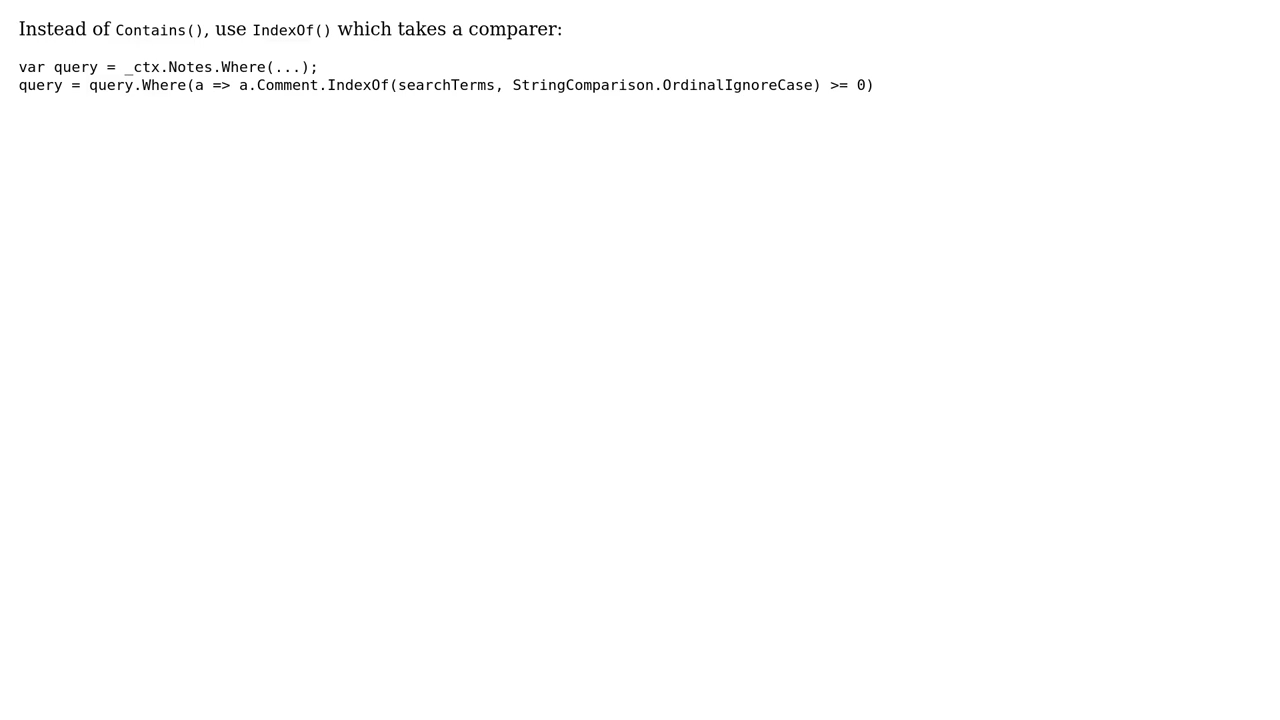 Instead of Contains(), use IndexOf() which takes a comparer:
var query = _ctx.Notes.Where(...);
query = query.Where(a => a.Comment.IndexOf(searchTerms, StringComparison.OrdinalIgnoreCase) >= 0)